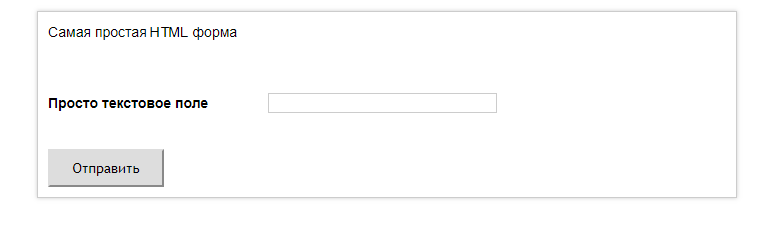 Самая простая HTML форма
Просто текстовое поле
Отправить